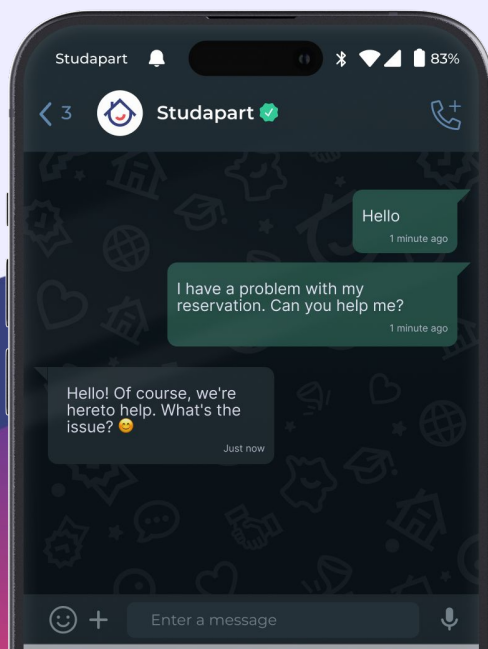 Studapart
83%
3
Studapart
Hello
1 minute ago
I have a problem with my
reservation. Can you help me?
1 minute ago
Hello! Of course, we're
hereto help. What's the
issue? 😊
Just now
Enter a message